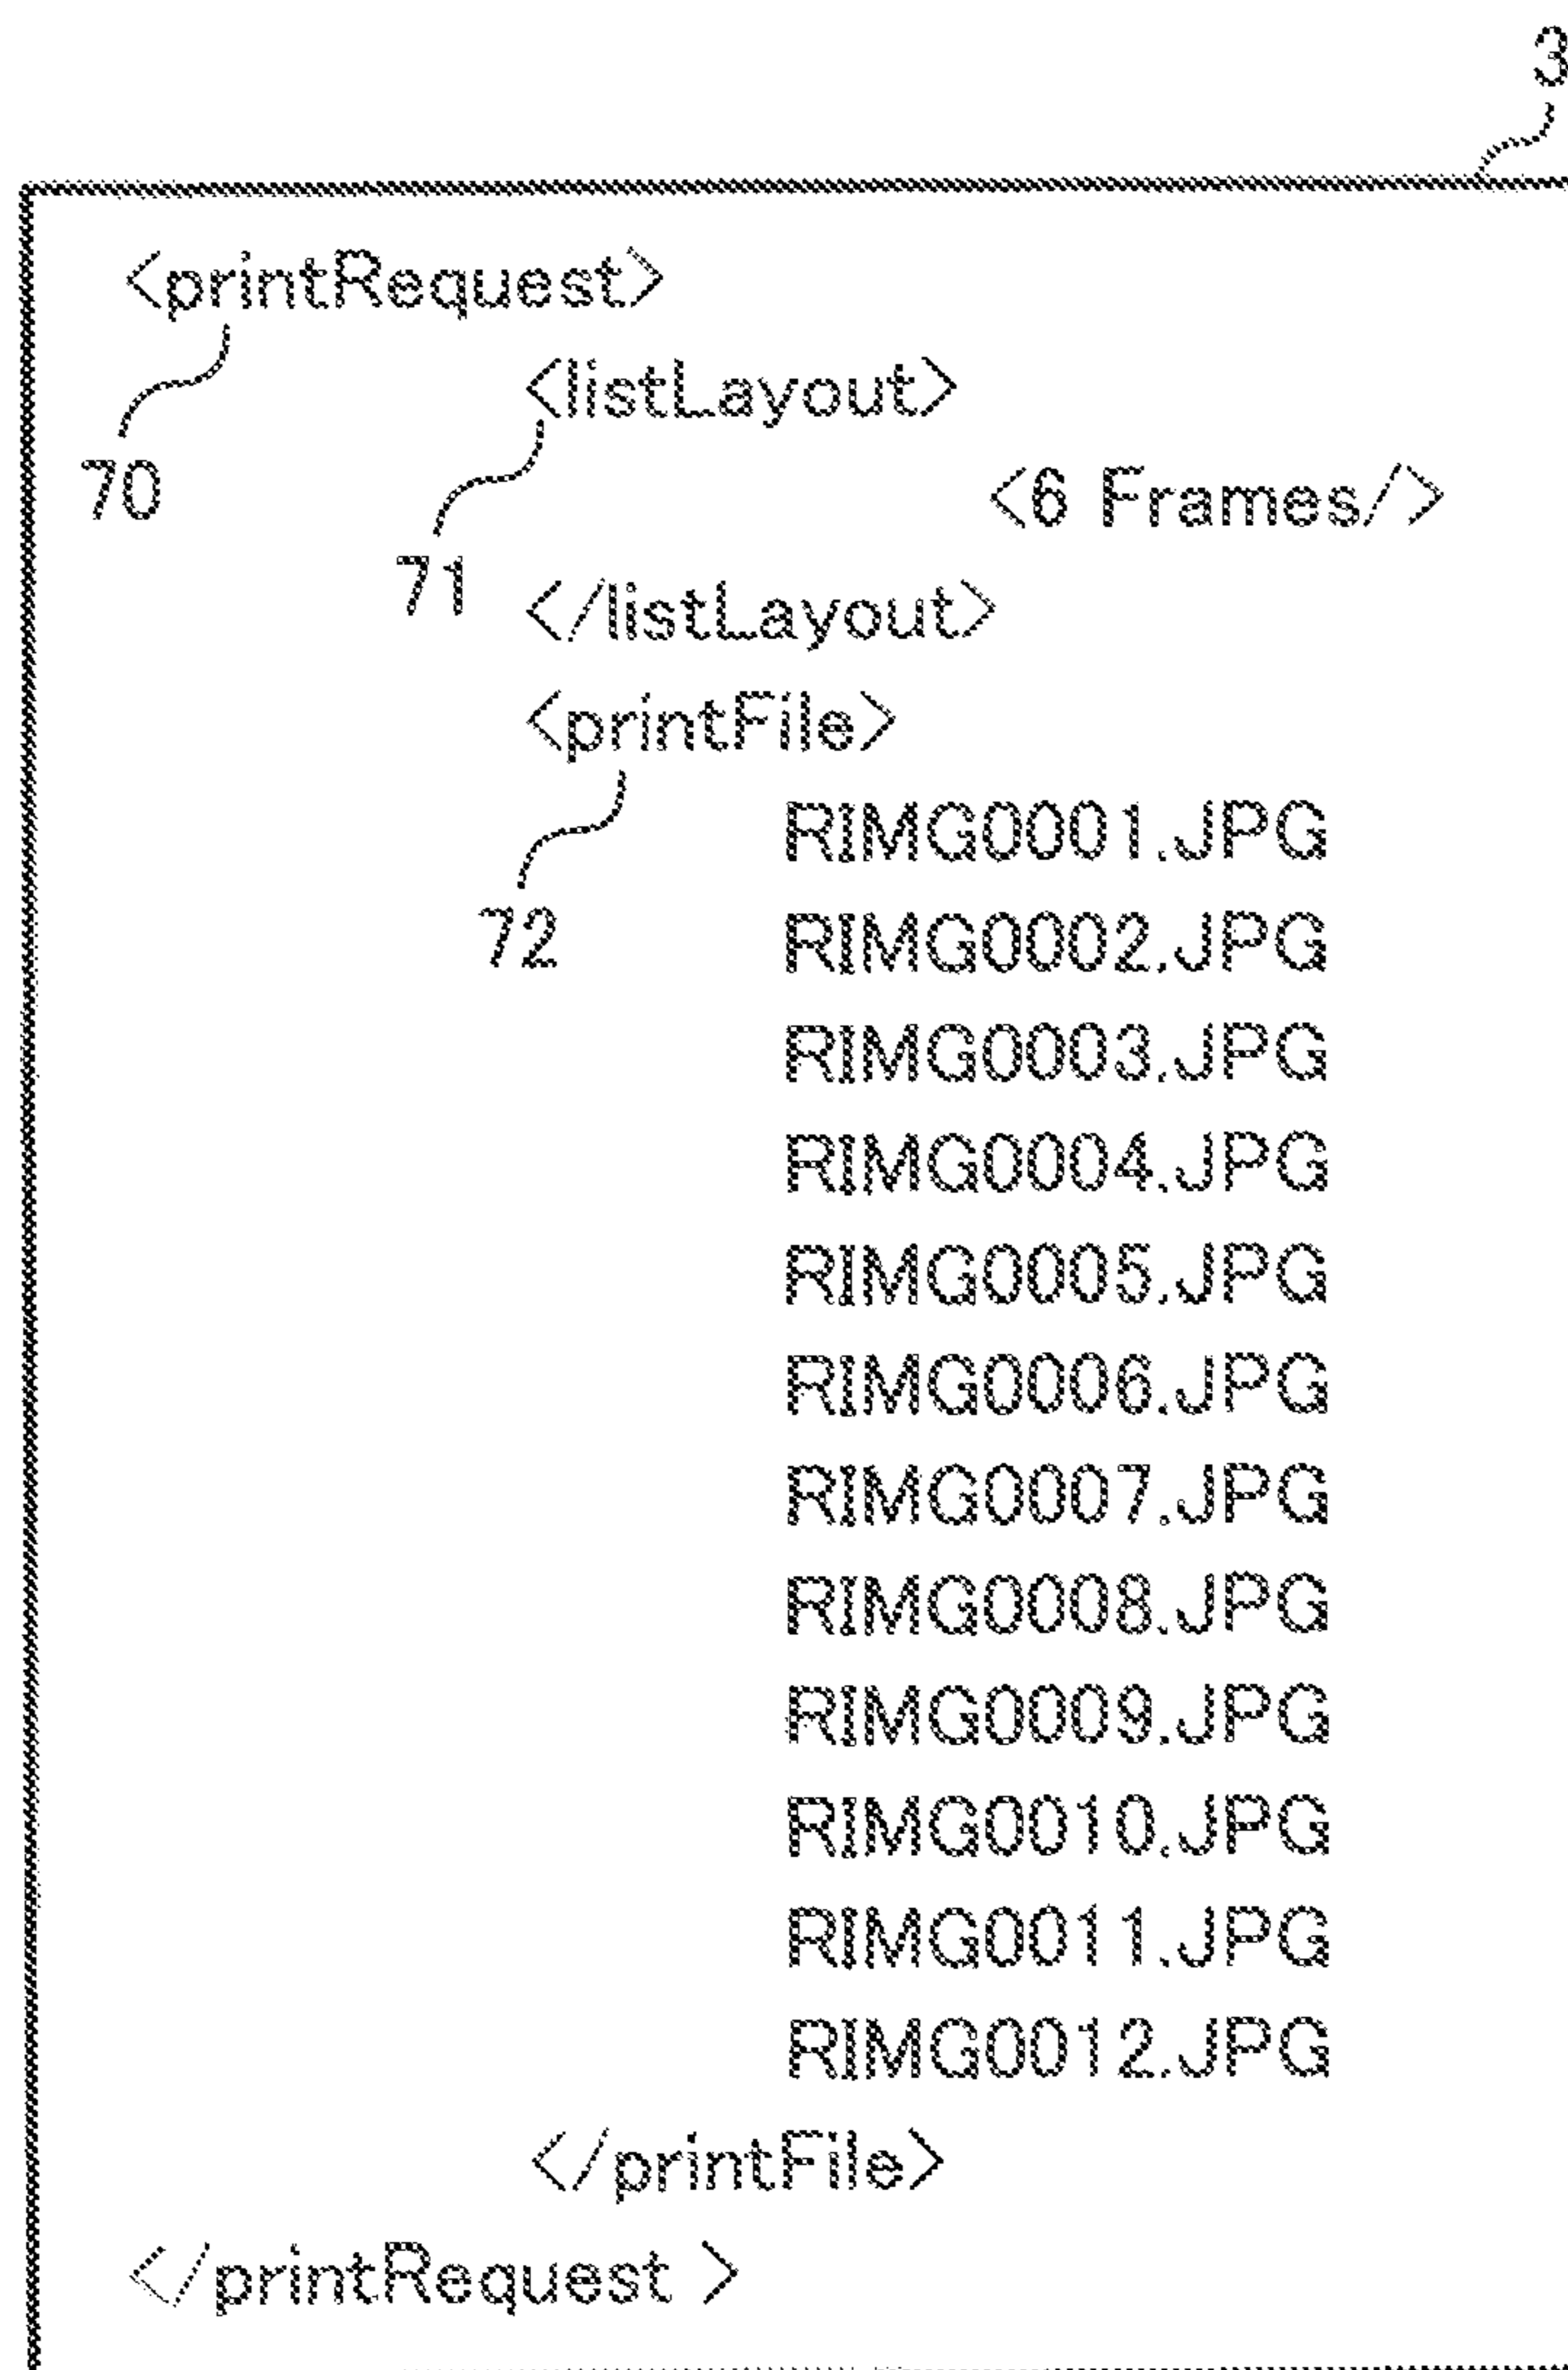 3
<printRequest>
70
<listLayout>
71
<6 Frames/>
</listLayout>
<printFile>
72
RIMG0001.JPG
RIMG0002.JPG
RIMG0003.JPG
RIMG0004.JPG
RIMG0005.JPG
RIMG0006.JPG
RIMG0007.JPG
RIMG0008.JPG
RIMG0009.JPG
RIMG0010.JPG
RIMG0011.JPG
RIMG0012.JPG
</printFile>
</printRequest >